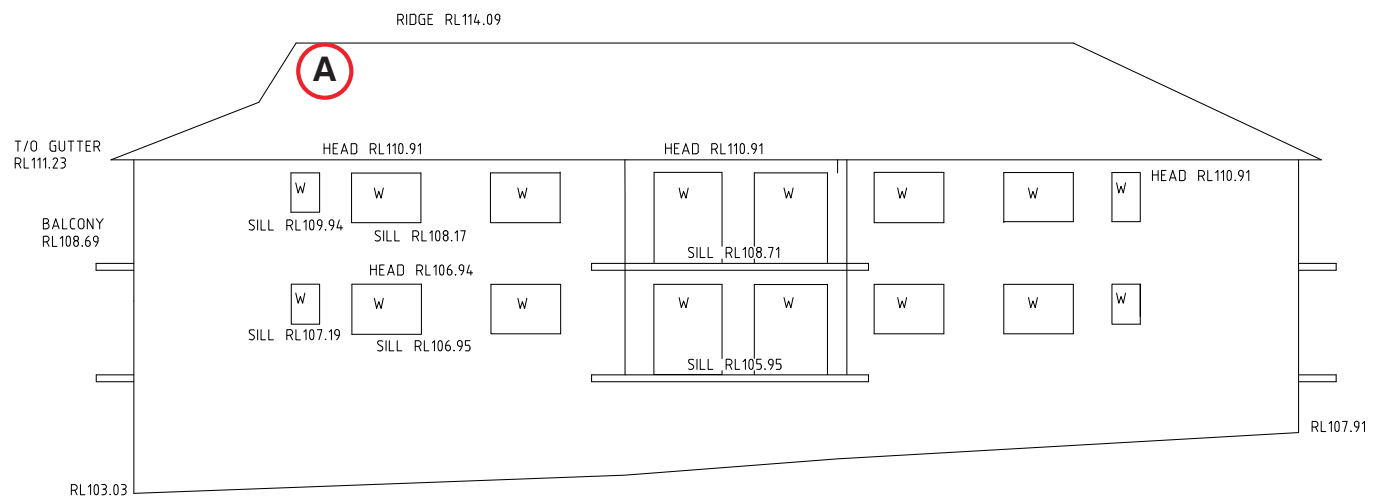 RIDGE RL114.09
A
T/O GUTTER
RL111.23
HEAD RL110.91
HEAD RL110.91
HEAD RL110.91
W
W
W
W
W
W
W
W
BALCONY
RL108.69
SILL RL109.94
SILL RL108.17
SILL RL108.71
HEAD RL106.94
W
W
W
W
W
W
W
W
SILL RL107.19
SILL RL106.95
SILL RL105.95
RL107.91
RL103.03